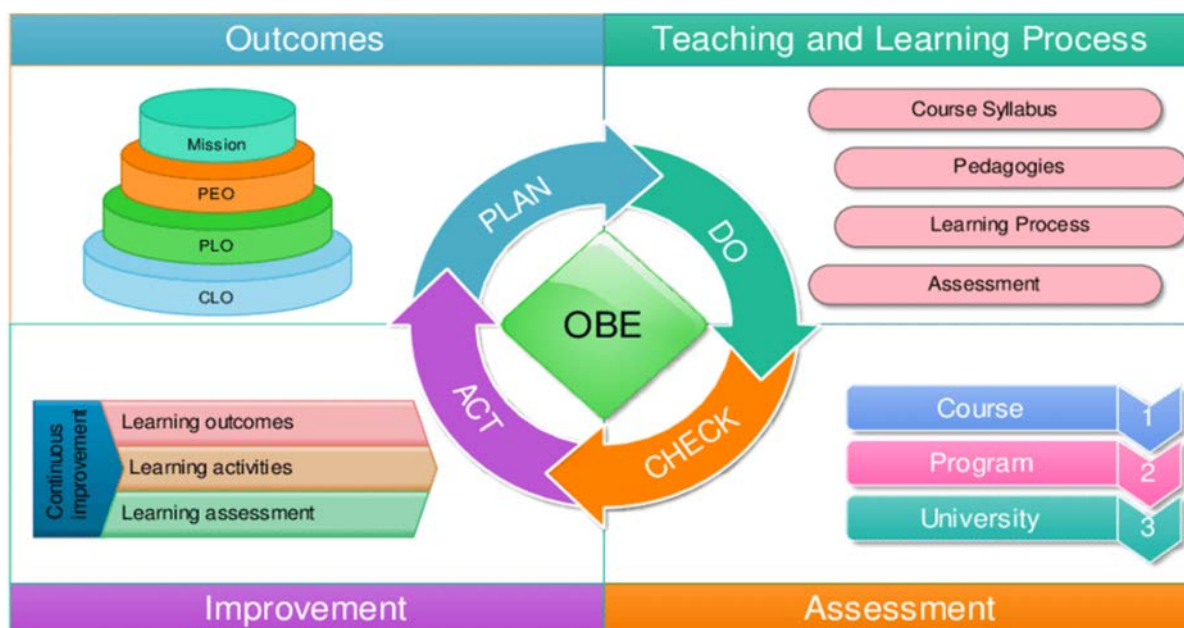 Outcomes
Teaching and Learning Process
Mission
PEO
PLO
CLO
Course Syllabus
Pedagogies
Learning Process
Assessment
PLAN
DO
OBE
ACT
CHECK
Continuous
improvement
Learning outcomes
Learning activities
Learning assessment
Course 1
Program 2
University 3
Improvement
Assessment